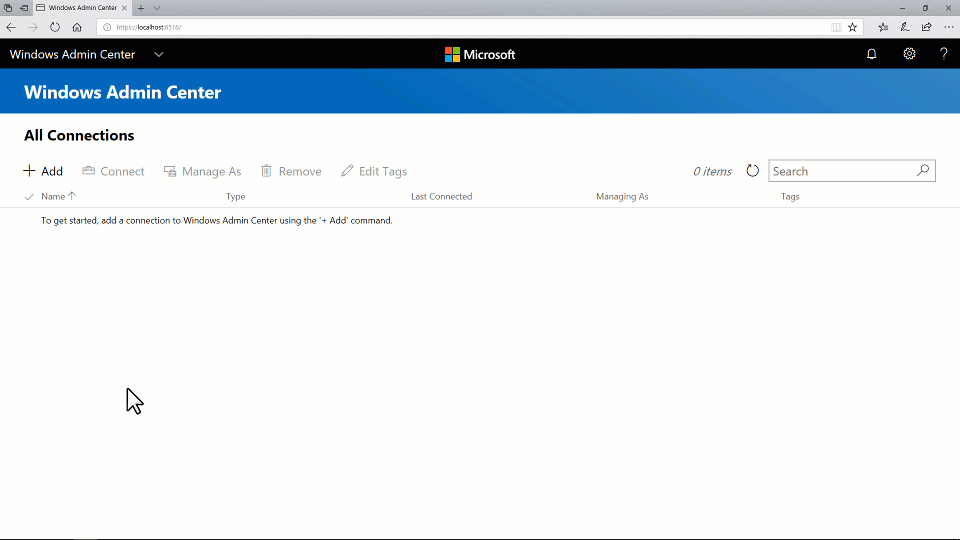 Windows Admin Center
https://localhost:6516/
Windows Admin Center
Microsoft
?
Windows Admin Center
All Connections
+ Add Connect Manage As Remove Edit Tags 0 items Search
Name Type Last Connected Managing As Tags
To get started, add a connection to Windows Admin Center using the '+ Add' command.